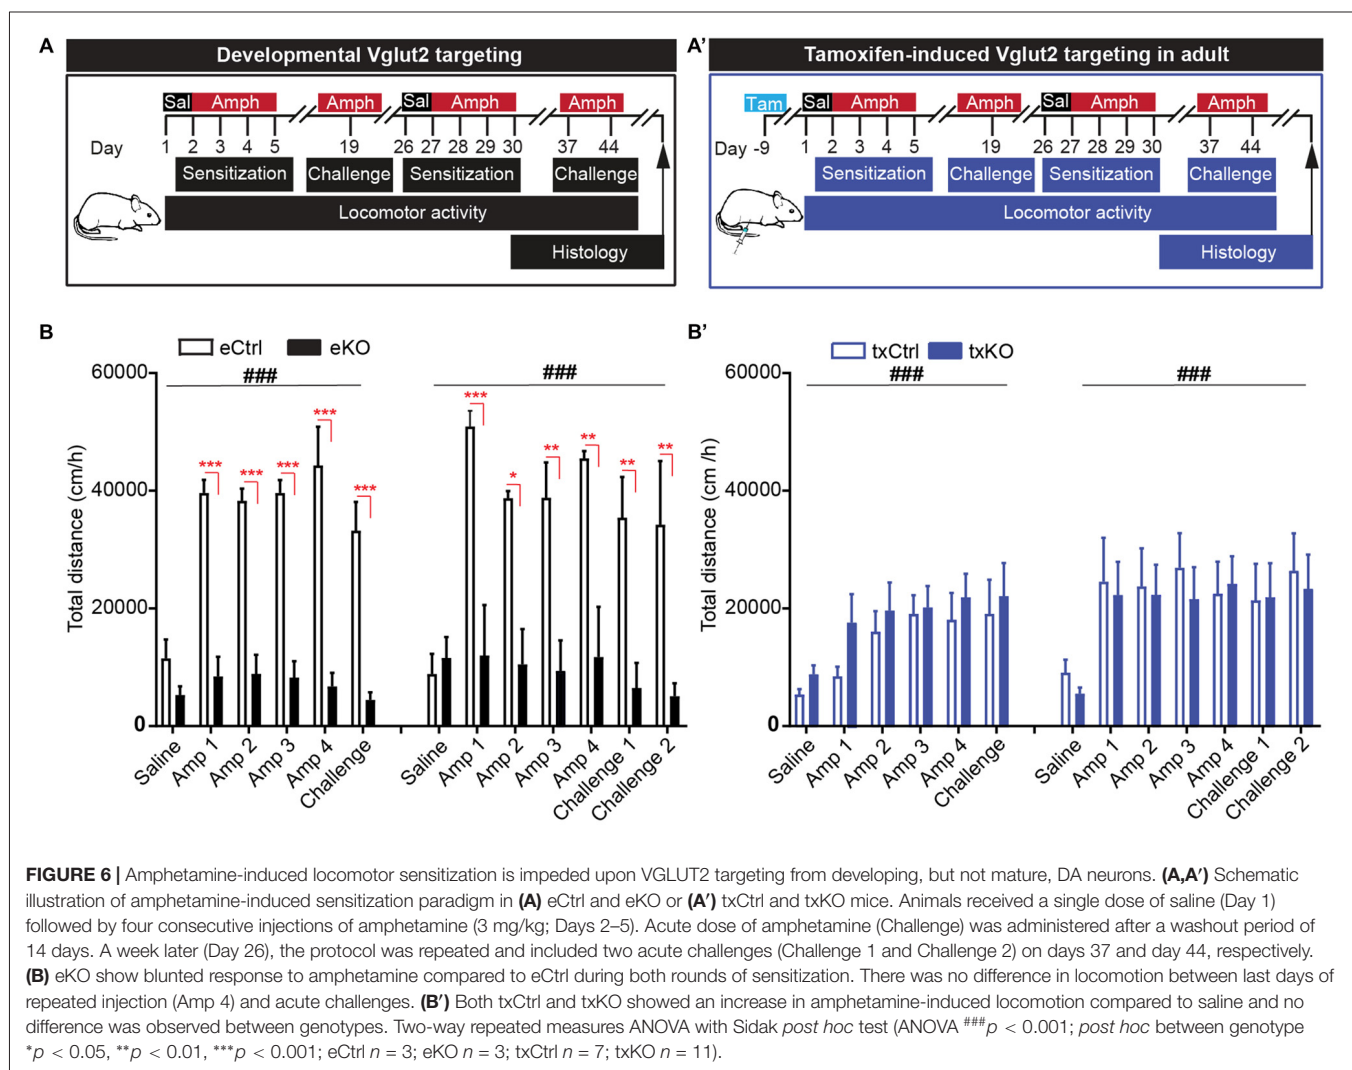 A
Developmental Vglut2 targeting
Sal Amph Amph Sal Amph Amph
Day 1 2 3 4 5 19 26 27 28 29 30 37 44
Sensitization Challenge Sensitization Challenge
Locomotor activity
Histology
A'
Tamoxifen-induced Vglut2 targeting in adult
Tam Sal Amph Amph Sal Amph Amph
Day -9 1 2 3 4 5 19 26 27 28 29 30 37 44
Sensitization Challenge Sensitization Challenge
Locomotor activity
Histology
B
eCtrl eKO
Total distance (cm/h)
60000
40000
20000
0
### ###
*** *** *** *** *** *** * ** ** ** **
Saline Amp 1 Amp 2 Amp 3 Amp 4 Challenge Saline Amp 1 Amp 2 Amp 3 Amp 4 Challenge 1 Challenge 2
B'
txCtrl txKO
Total distance (cm /h)
60000
40000
20000
0
### ###
Saline Amp 1 Amp 2 Amp 3 Amp 4 Challenge Saline Amp 1 Amp 2 Amp 3 Amp 4 Challenge 1 Challenge 2
FIGURE 6 | Amphetamine-induced locomotor sensitization is impeded upon VGLUT2 targeting from developing, but not mature, DA neurons. (A,A′) Schematic
illustration of amphetamine-induced sensitization paradigm in (A) eCtrl and eKO or (A′) txCtrl and txKO mice. Animals received a single dose of saline (Day 1)
followed by four consecutive injections of amphetamine (3 mg/kg; Days 2–5). Acute dose of amphetamine (Challenge) was administered after a washout period of
14 days. A week later (Day 26), the protocol was repeated and included two acute challenges (Challenge 1 and Challenge 2) on days 37 and day 44, respectively.
(B) eKO show blunted response to amphetamine compared to eCtrl during both rounds of sensitization. There was no difference in locomotion between last days of
repeated injection (Amp 4) and acute challenges. (B′) Both txCtrl and txKO showed an increase in amphetamine-induced locomotion compared to saline and no
difference was observed between genotypes. Two-way repeated measures ANOVA with Sidak post hoc test (ANOVA ###p < 0.001; post hoc between genotype
*p < 0.05, **p < 0.01, ***p < 0.001; eCtrl n = 3; eKO n = 3; txCtrl n = 7; txKO n = 11).